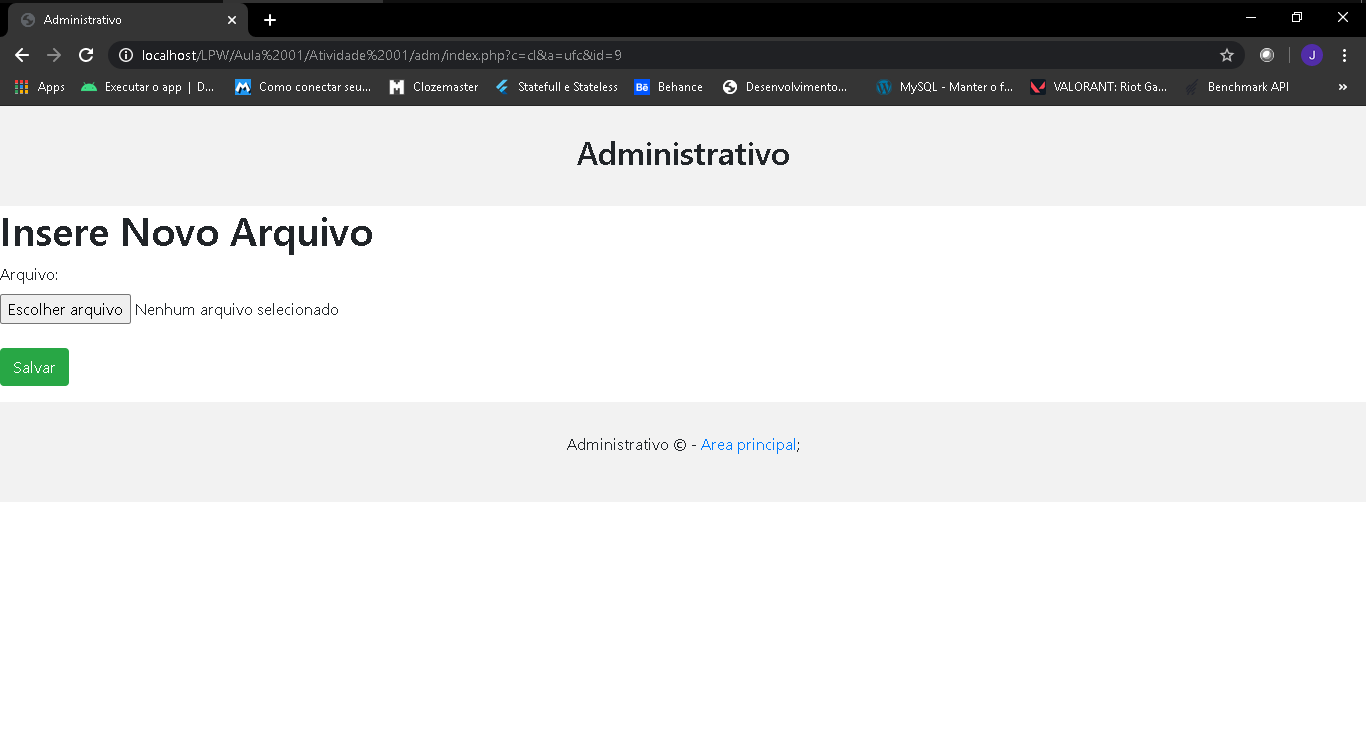 Administrativo
localhost/LPW/Aula%2001/Atividade%2001/adm/index.php?c=cl&a=ufc&id=9
J
Apps Executar o app | D... Como conectar seu... Clozemaster Statefull e Stateless Bē Behance Desenvolvimento... MySQL - Manter o f... VALORANT: Riot Ga... Benchmark API »
Administrativo
Insere Novo Arquivo
Arquivo:
Escolher arquivo Nenhum arquivo selecionado
Salvar
Administrativo © - Area principal;